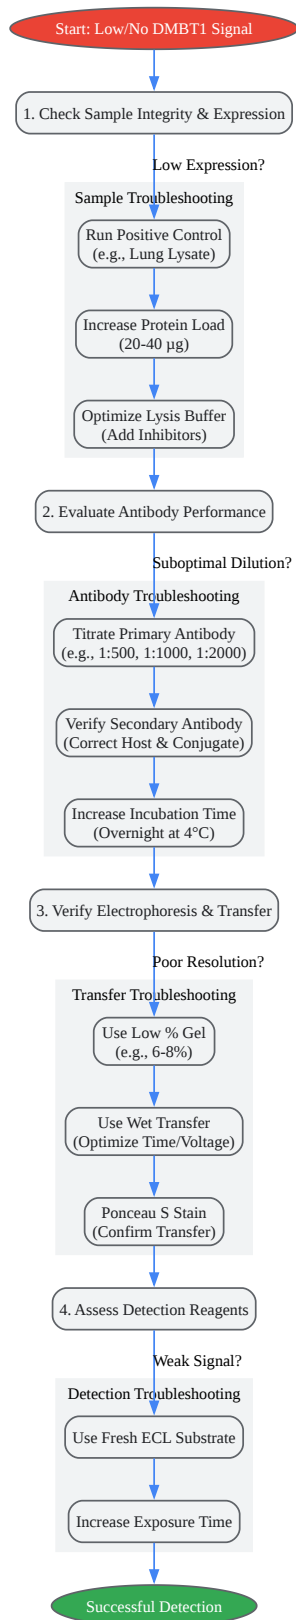 Start: Low/No DMBT1 Signal
1. Check Sample Integrity & Expression
Low Expression?
Sample Troubleshooting
Run Positive Control
(e.g., Lung Lysate)
Increase Protein Load
(20-40 µg)
Optimize Lysis Buffer
(Add Inhibitors)
2. Evaluate Antibody Performance
Suboptimal Dilution?
Antibody Troubleshooting
Titrate Primary Antibody
(e.g., 1:500, 1:1000, 1:2000)
Verify Secondary Antibody
(Correct Host & Conjugate)
Increase Incubation Time
(Overnight at 4°C)
3. Verify Electrophoresis & Transfer
Poor Resolution?
Transfer Troubleshooting
Use Low % Gel
(e.g., 6-8%)
Use Wet Transfer
(Optimize Time/Voltage)
Ponceau S Stain
(Confirm Transfer)
4. Assess Detection Reagents
Weak Signal?
Detection Troubleshooting
Use Fresh ECL Substrate
Increase Exposure Time
Successful Detection